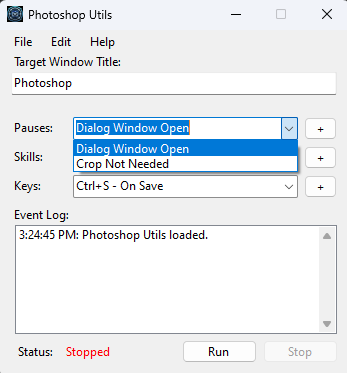 Photoshop Utils
File Edit Help
Target Window Title:
Photoshop
Pauses: Dialog Window Open +
Dialog Window Open
Skills: +
Crop Not Needed
Keys: Ctrl+S - On Save +
Event Log:
3:24:45 PM: Photoshop Utils loaded.
Status: Stopped Run Stop